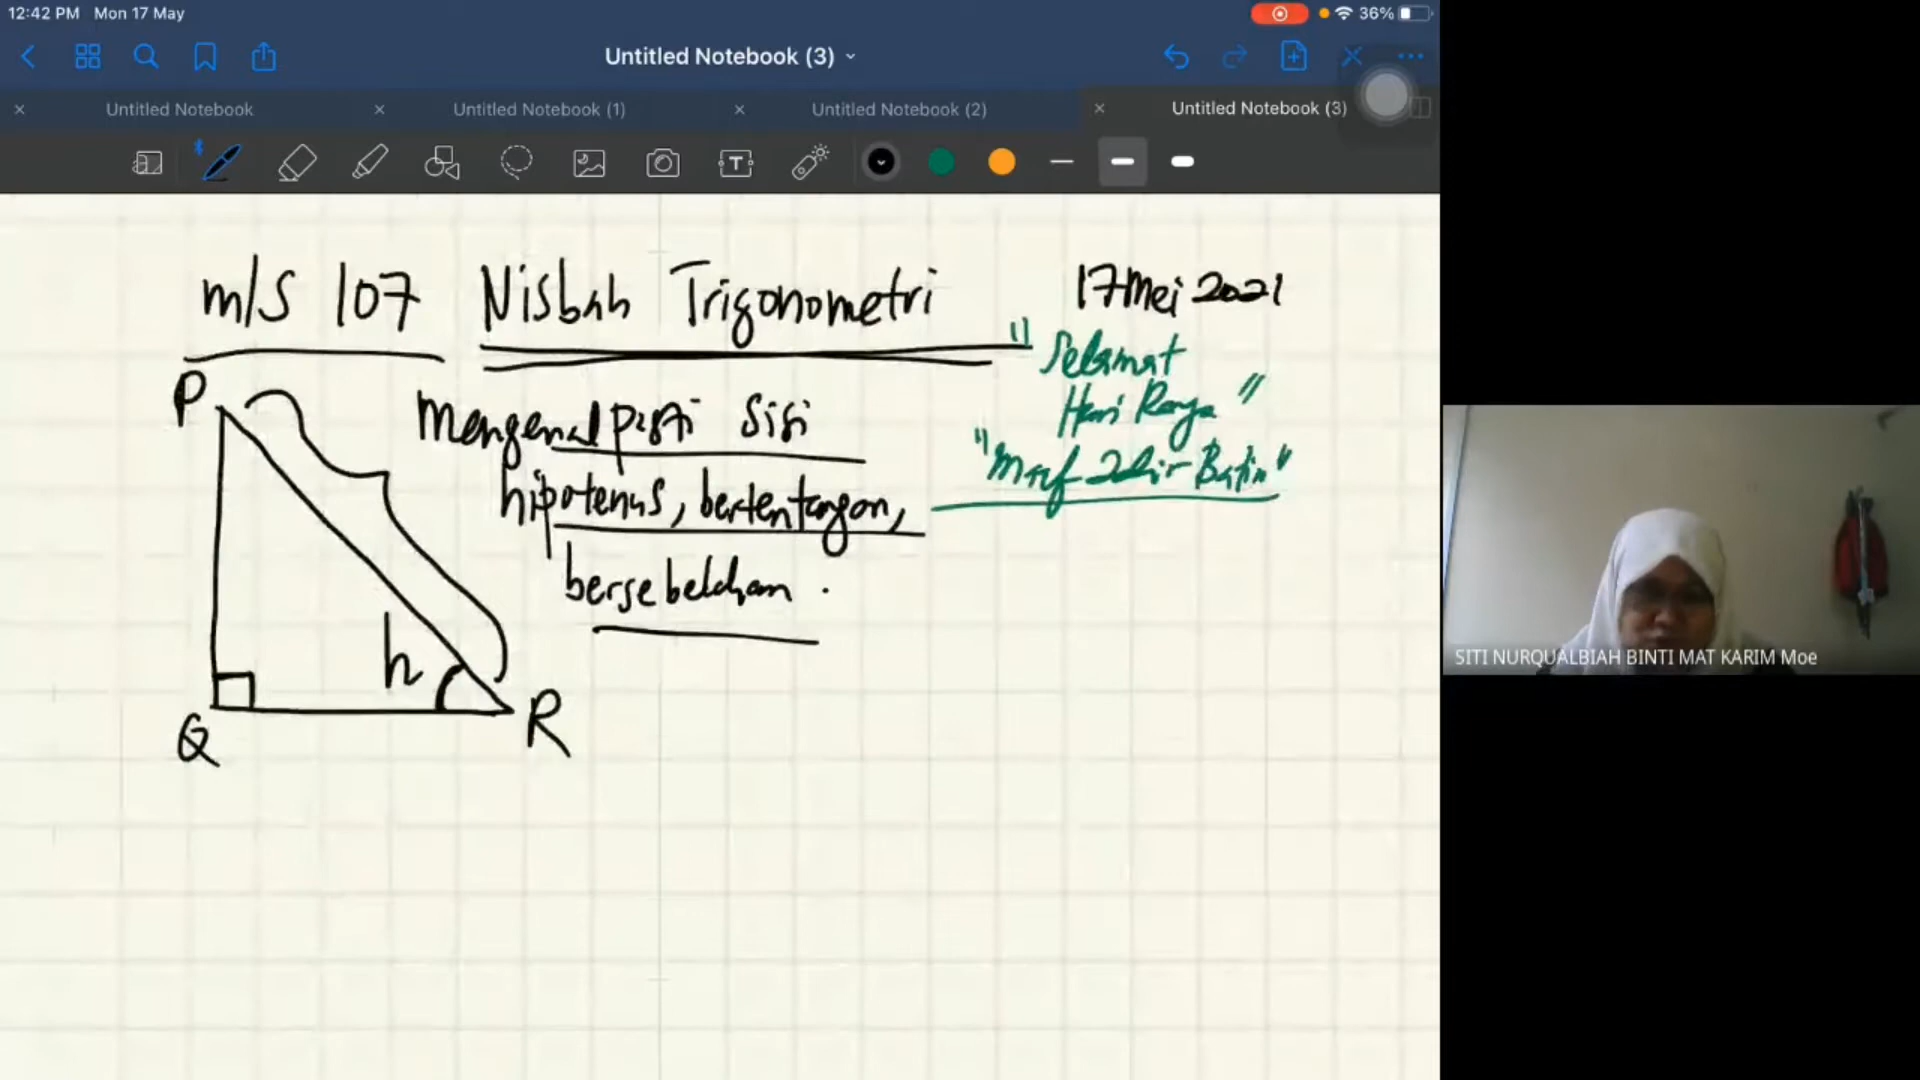 12:42 PM Mon 17 May
36%
Untitled Notebook (3)
Untitled Notebook
Untitled Notebook (1)
Untitled Notebook (2)
Untitled Notebook (3)
T
m/s 107 Nisbah Trigonometri
17 Mei 2021
"Selamat
Hari Raya"
"Maaf Zahir Batin"
Mengenalpasti sisi
hipotenus, bertentangan,
bersebelahan.
P
h
Q
R
SITI NURQUALBIAH BINTI MAT KARIM Moe